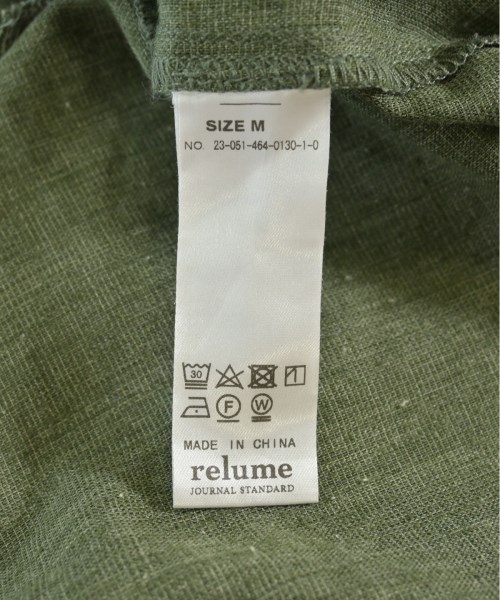 SIZE M
NO. 23-051-464-0130-1-0
30
F W
MADE IN CHINA
relume
JOURNAL STANDARD